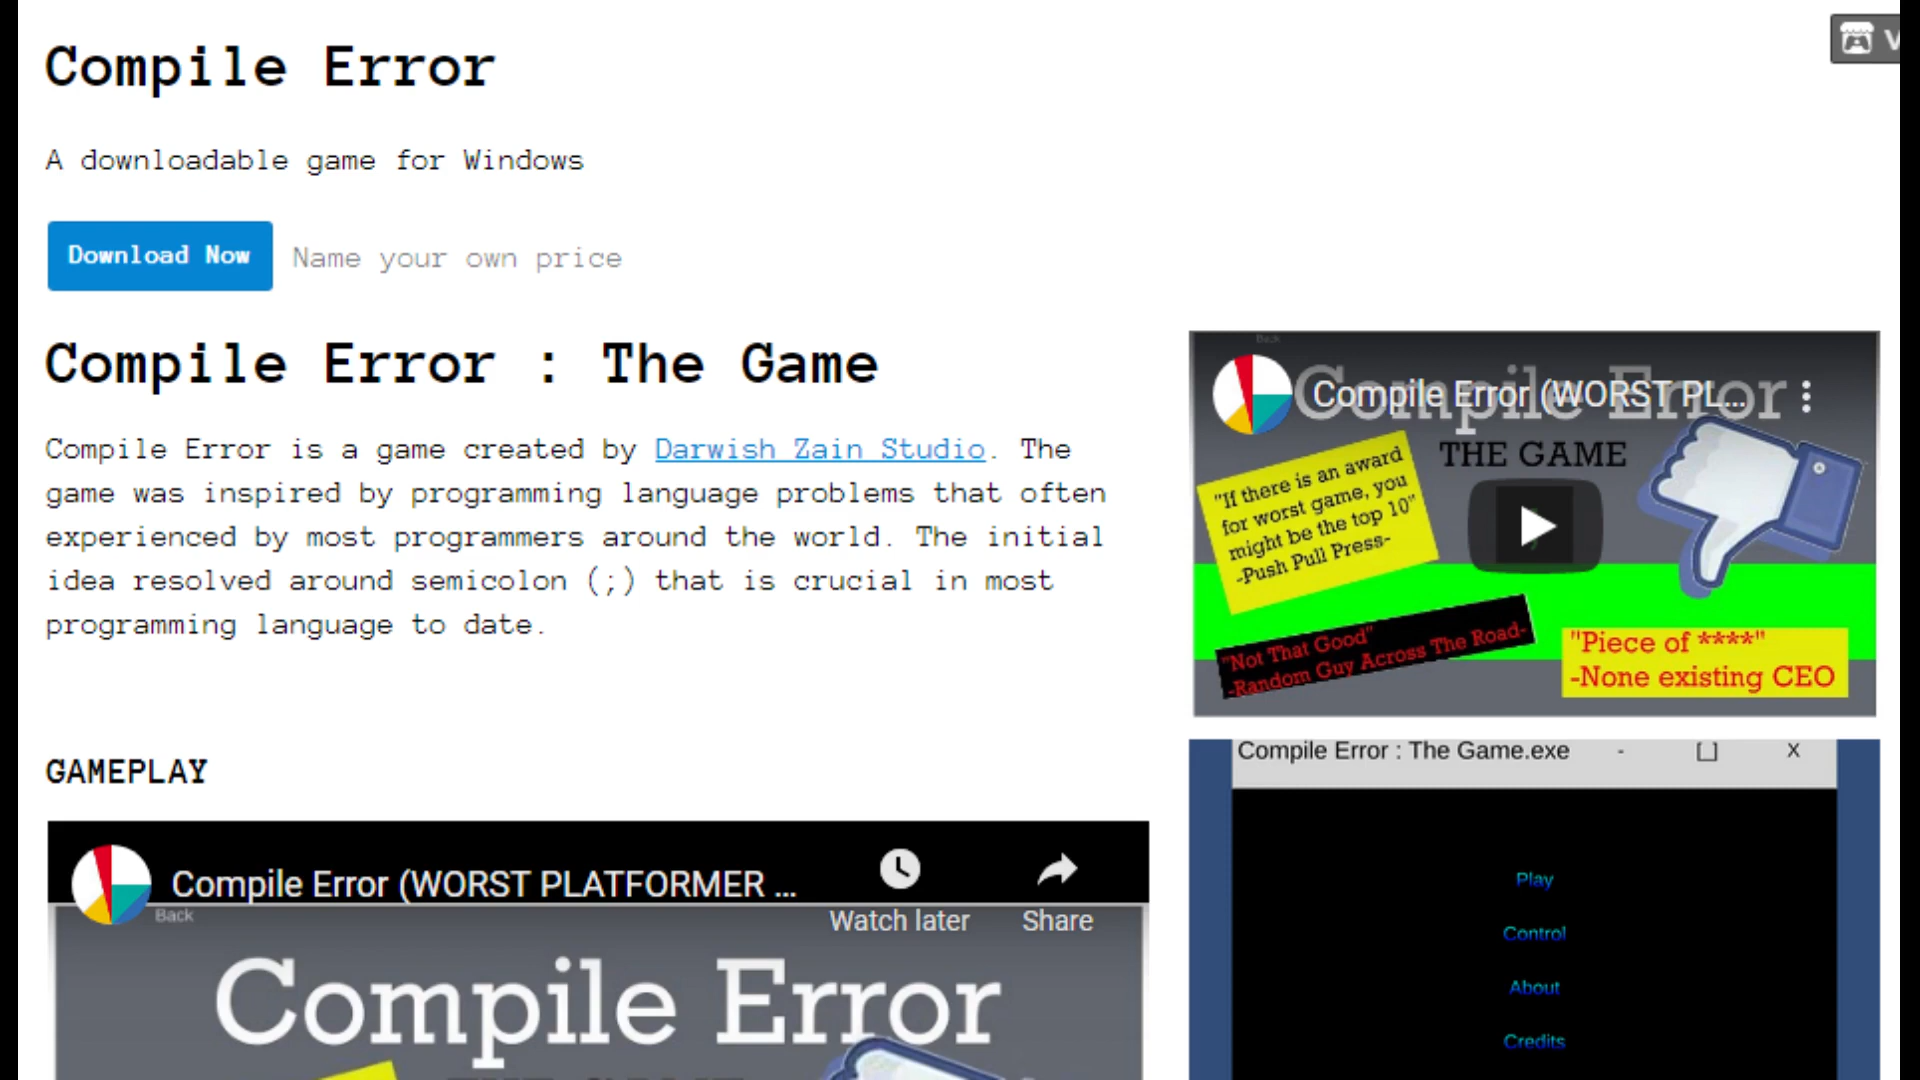 Compile Error
A downloadable game for Windows
Download Now
Name your own price
Compile Error : The Game
Compile Error is a game created by Darwish Zain Studio. The
game was inspired by programming language problems that often
experienced by most programmers around the world. The initial
idea resolved around semicolon (;) that is crucial in most
programming language to date.
GAMEPLAY
Compile Error (WORST PLATFORMER ...
Watch later
Share
Back
Compile Error
Back
Compile Error
Compile Error (WORST PL...
THE GAME
"If there is an award
for worst game, you
might be the top 10"
-Push Pull Press-
"Not That Good"
-Random Guy Across The Road-
"Piece of ****"
-None existing CEO
Compile Error : The Game.exe - [_] X
Play
Control
About
Credits